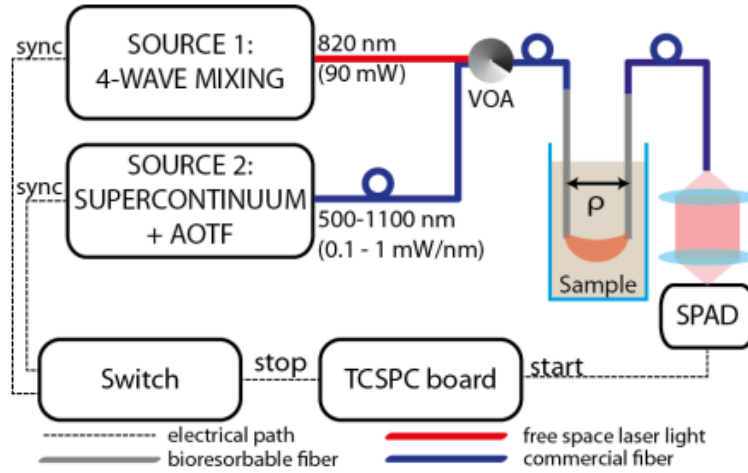 sync
SOURCE 1:
4-WAVE MIXING
820 nm
(90 mW)
VOA
sync
SOURCE 2:
SUPERCONTINUUM
+ AOTF
500-1100 nm
(0.1 - 1 mW/nm)
ρ
Sample
SPAD
Switch
stop
TCSPC board
start
electrical path
free space laser light
bioresorbable fiber
commercial fiber